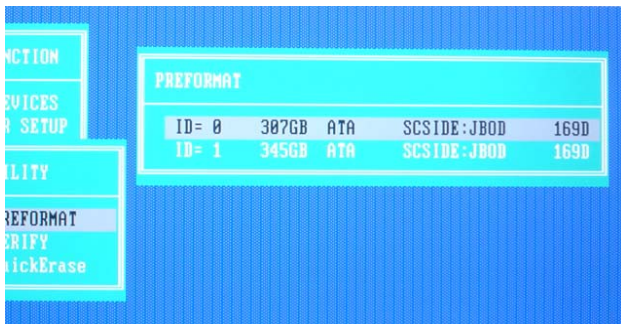 NCTION
EVICES
R SETUP
ILITY
REFORMAT
ERIFY
uickErase
PREFORMAT
ID= 0 307GB ATA SCSIDE:JBOD 169D
ID= 1 345GB ATA SCSIDE:JBOD 169D